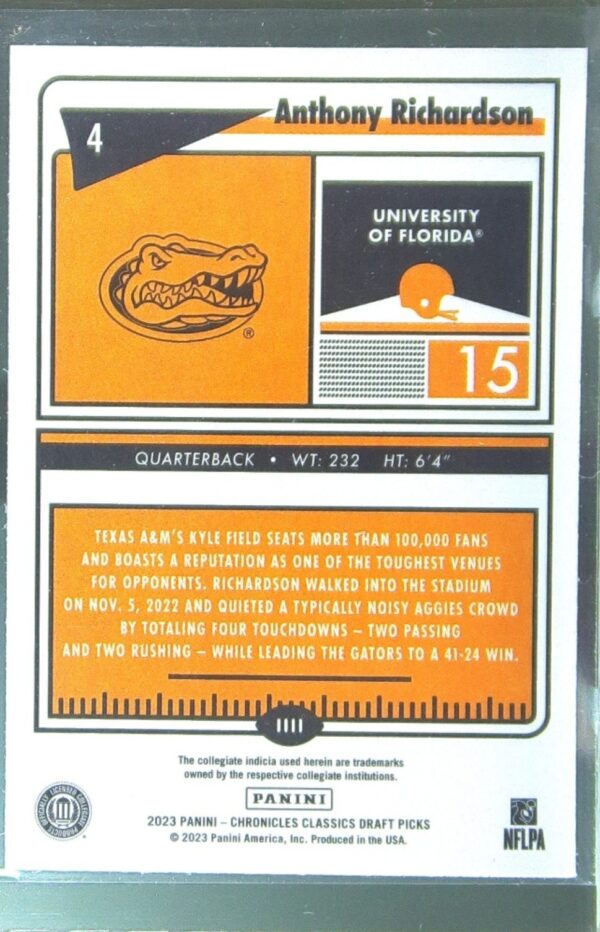 Anthony Richardson
4
UNIVERSITY
OF FLORIDA®
15
®
QUARTERBACK • WT: 232 HT: 6'4"
TEXAS A&M'S KYLE FIELD SEATS MORE THAN 100,000 FANS
AND BOASTS A REPUTATION AS ONE OF THE TOUGHEST VENUES
FOR OPPONENTS. RICHARDSON WALKED INTO THE STADIUM
ON NOV. 5, 2022 AND QUIETED A TYPICALLY NOISY AGGIES CROWD
BY TOTALING FOUR TOUCHDOWNS – TWO PASSING
AND TWO RUSHING – WHILE LEADING THE GATORS TO A 41-24 WIN.
The collegiate indicia used herein are trademarks
owned by the respective collegiate institutions.
PANINI
2023 PANINI – CHRONICLES CLASSICS DRAFT PICKS
© 2023 Panini America, Inc. Produced in the USA.
OFFICIALLY LICENSED COLLEGIATE PRODUCTS
NFLPA